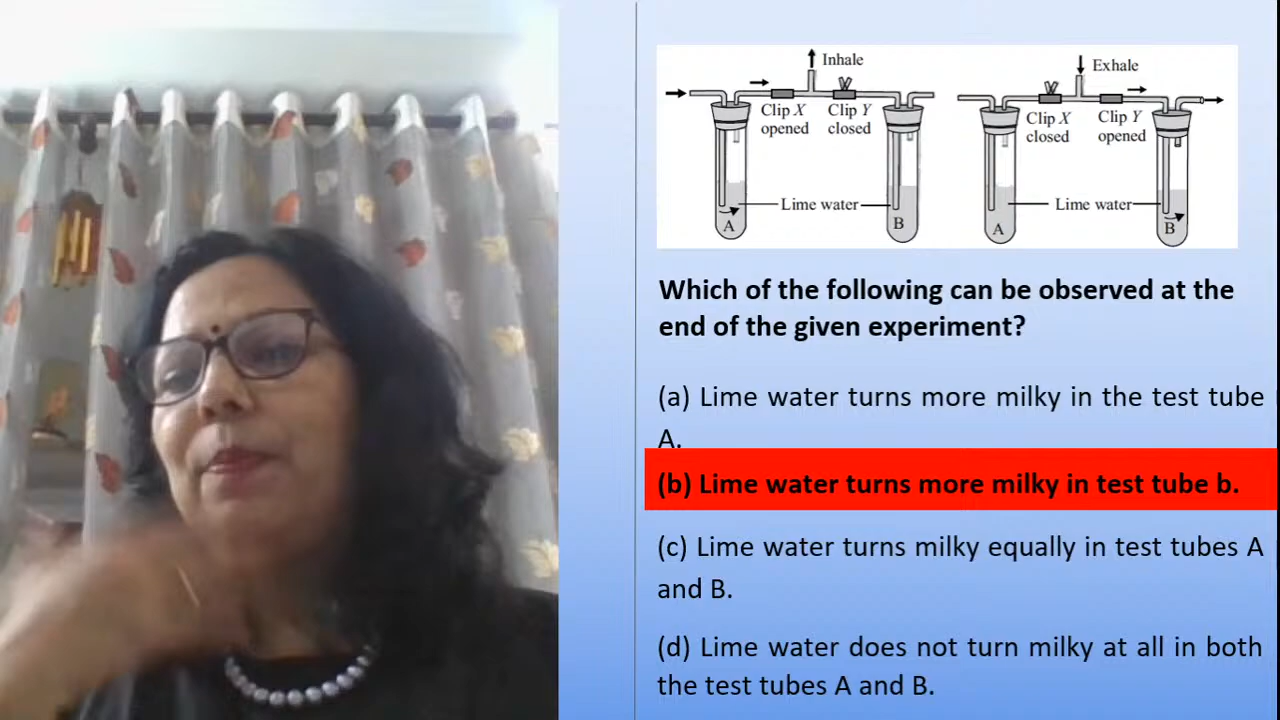 Inhale
Exhale
Clip X
opened
Clip Y
closed
Clip X
closed
Clip Y
opened
Lime water
Lime water
A
B
A
B
Which of the following can be observed at the
end of the given experiment?
(a) Lime water turns more milky in the test tube
A.
(b) Lime water turns more milky in test tube b.
(c) Lime water turns milky equally in test tubes A
and B.
(d) Lime water does not turn milky at all in both
the test tubes A and B.